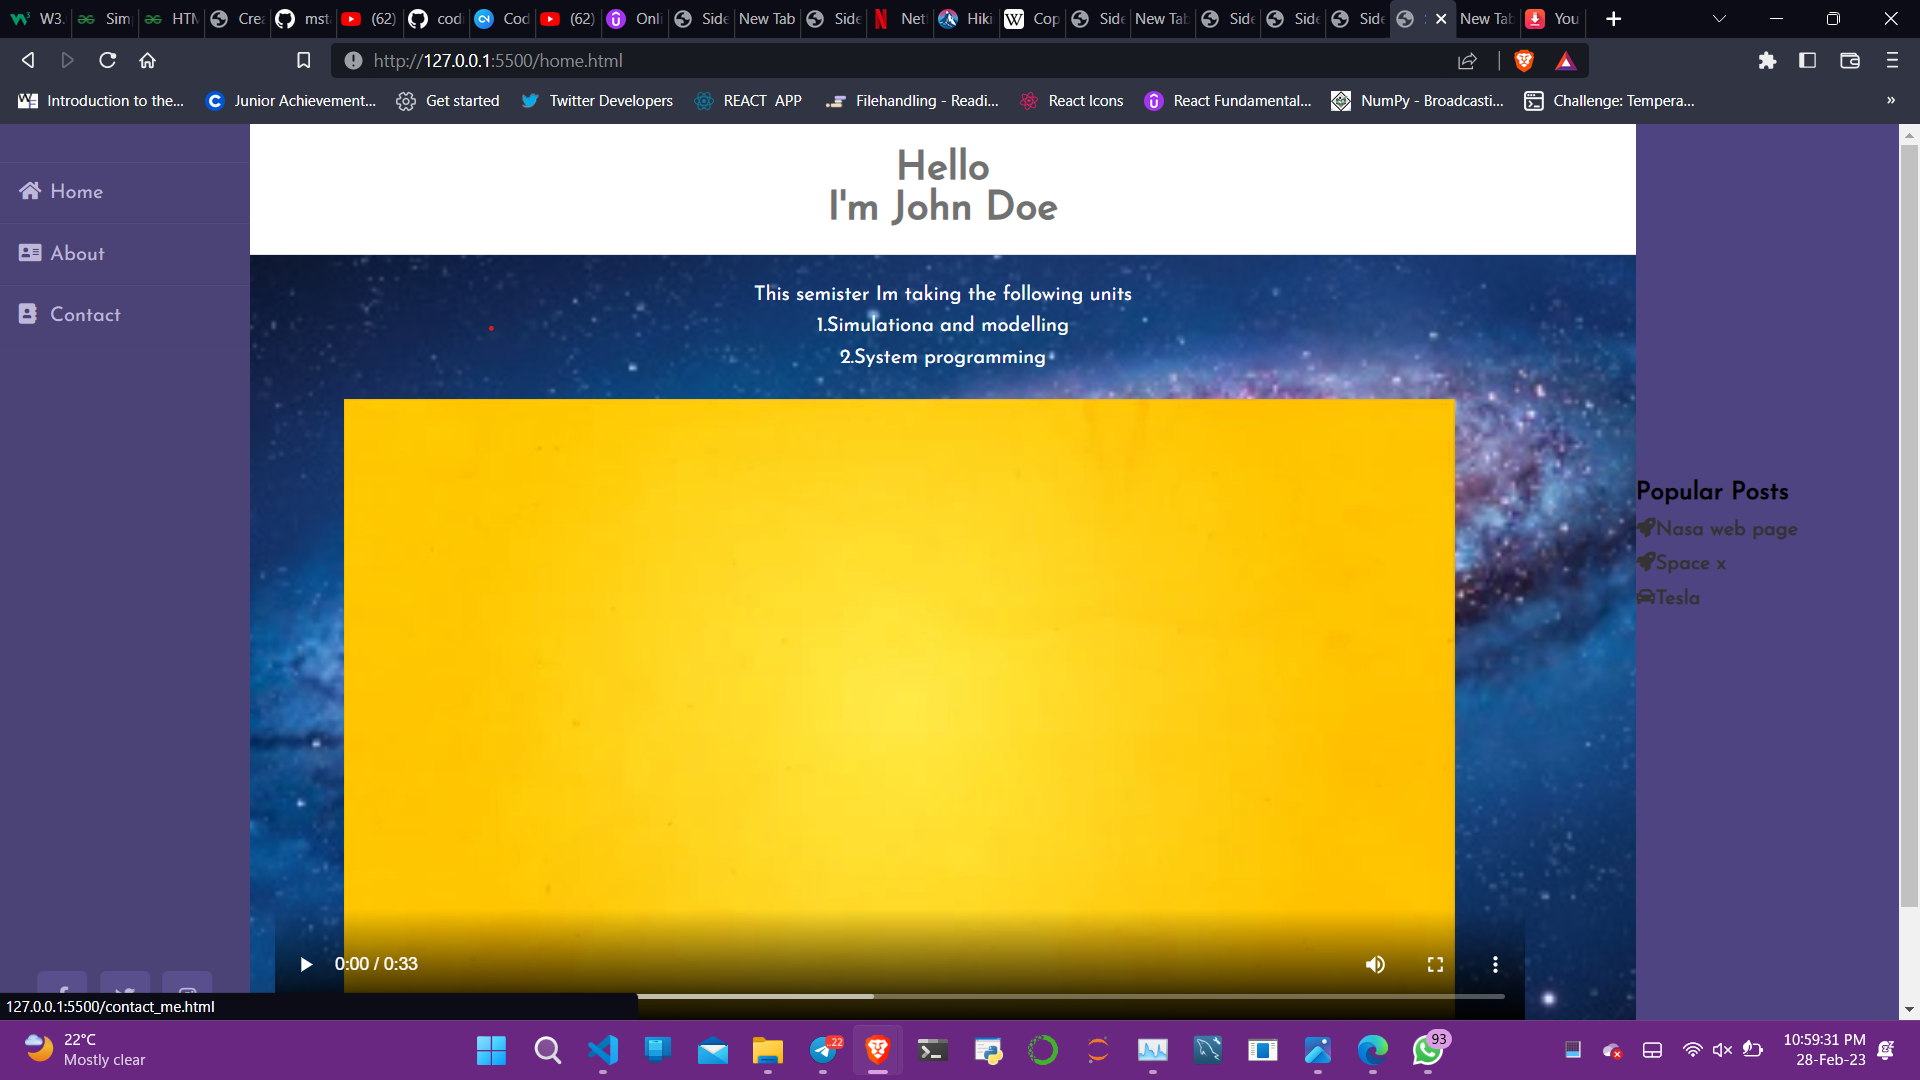 W3. Sim HTM Crea mst (62) codi Cod (62) Onli Side New Tab Side Net Hiki Cop Side New Tab Side Side Side New Tab You
http://127.0.0.1:5500/home.html
Introduction to the... Junior Achievement... Get started Twitter Developers REACT APP Filehandling - Readi... React Icons React Fundamental... NumPy - Broadcasti... Challenge: Tempera... »
Hello
I'm John Doe
Home
About
Contact
This semister Im taking the following units
1.Simulationa and modelling
2.System programming
Popular Posts
Nasa web page
Space x
Tesla
0:00 / 0:33
127.0.0.1:5500/contact_me.html
22°C
Mostly clear
22
93
10:59:31 PM
28-Feb-23